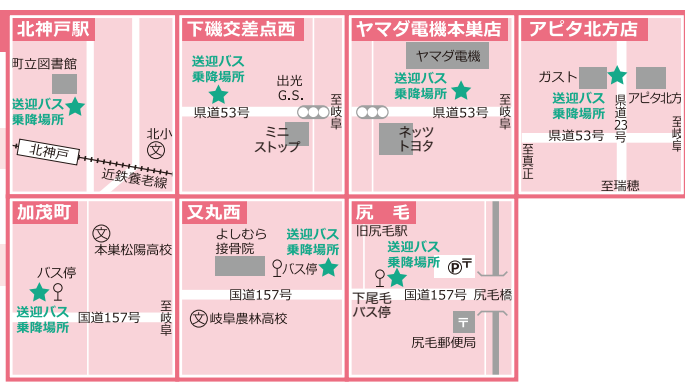 北神戸駅
町立図書館
送迎バス
乗降場所
北小
文
北神戸
近鉄養老線
下磯交差点西
送迎バス
乗降場所
出光
G.S.
至岐阜
県道53号
ミニ
ストップ
ヤマダ電機本巣店
ヤマダ電機
送迎バス
乗降場所
至岐阜
県道53号
ネッツ
トヨタ
アピタ北方店
ガスト
アピタ北方
送迎バス
乗降場所
県道23号
県道53号
至岐阜
至真正
至瑞穂
加茂町
文
本巣松陽高校
バス停
送迎バス
乗降場所
国道157号
至岐阜
又丸西
よしむら
接骨院
送迎バス
乗降場所
バス停
国道157号
文 岐阜農林高校
尻 毛
旧尻毛駅
送迎バス
乗降場所
P 〒
下尾毛
バス停
国道157号
尻毛橋
〒
尻毛郵便局